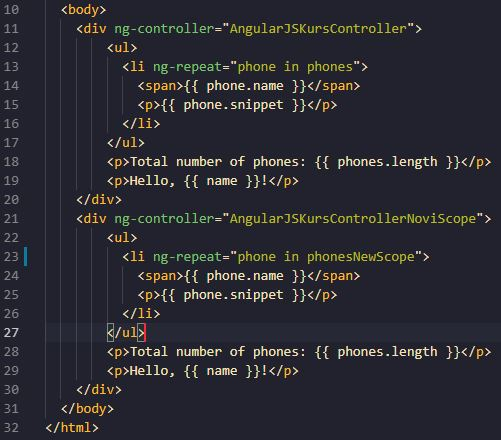 10 <body>
11 <div ng-controller="AngularJSKursController">
12 <ul>
13 <li ng-repeat="phone in phones">
14 <span>{{ phone.name }}</span>
15 <p>{{ phone.snippet }}</p>
16 </li>
17 </ul>
18 <p>Total number of phones: {{ phones.length }}</p>
19 <p>Hello, {{ name }}!</p>
20 </div>
21 <div ng-controller="AngularJSKursControllerNoviScope">
22 <ul>
23 <li ng-repeat="phone in phonesNewScope">
24 <span>{{ phone.name }}</span>
25 <p>{{ phone.snippet }}</p>
26 </li>
27 </ul>
28 <p>Total number of phones: {{ phones.length }}</p>
29 <p>Hello, {{ name }}!</p>
30 </div>
31 </body>
32 </html>